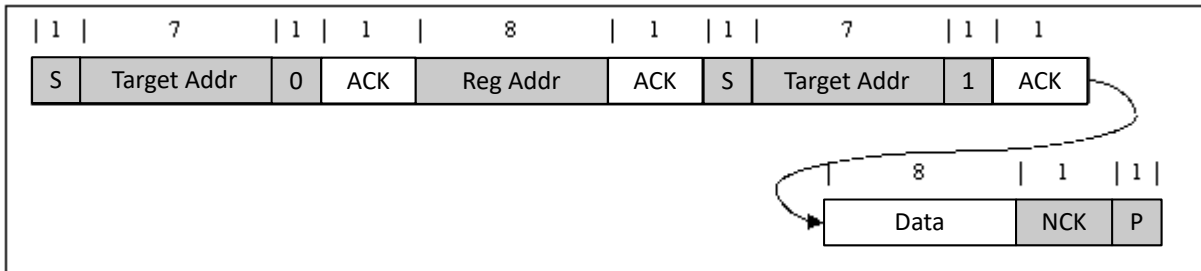 | 1 | 7 | 1 | 1 | 8 | 1 | 1 | 7 | 1 | 1
S Target Addr 0 ACK Reg Addr ACK S Target Addr 1 ACK
| 8 | 1 | 1 |
Data NCK P